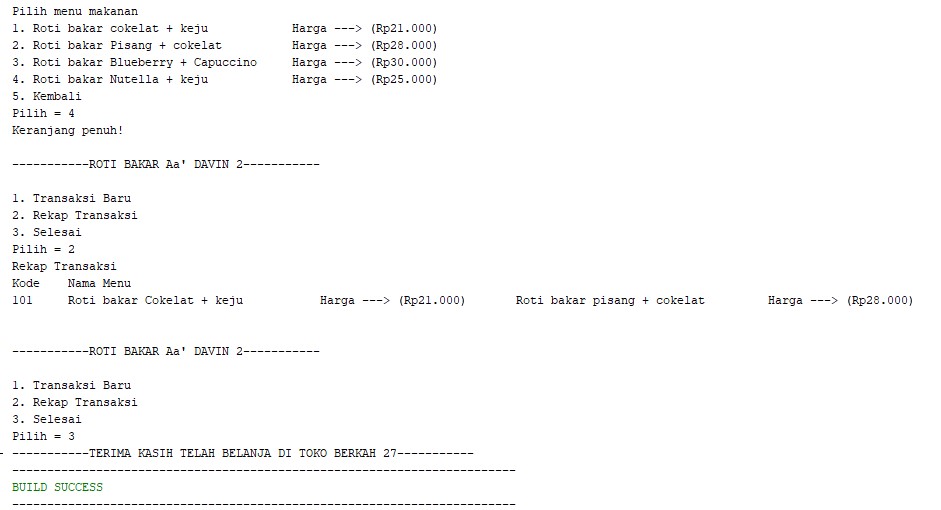 Pilih menu makanan
1. Roti bakar cokelat + keju Harga ---> (Rp21.000)
2. Roti bakar Pisang + cokelat Harga ---> (Rp28.000)
3. Roti bakar Blueberry + Capuccino Harga ---> (Rp30.000)
4. Roti bakar Nutella + keju Harga ---> (Rp25.000)
5. Kembali
Pilih = 4
Keranjang penuh!
-----------ROTI BAKAR Aa' DAVIN 2-----------
1. Transaksi Baru
2. Rekap Transaksi
3. Selesai
Pilih = 2
Rekap Transaksi
Kode Nama Menu
101 Roti bakar Cokelat + keju Harga ---> (Rp21.000) Roti bakar pisang + cokelat Harga ---> (Rp28.000)
-----------ROTI BAKAR Aa' DAVIN 2-----------
1. Transaksi Baru
2. Rekap Transaksi
3. Selesai
Pilih = 3
-----------TERIMA KASIH TELAH BELANJA DI TOKO BERKAH 27-----------
------------------------------------------------------------------------
BUILD SUCCESS
------------------------------------------------------------------------